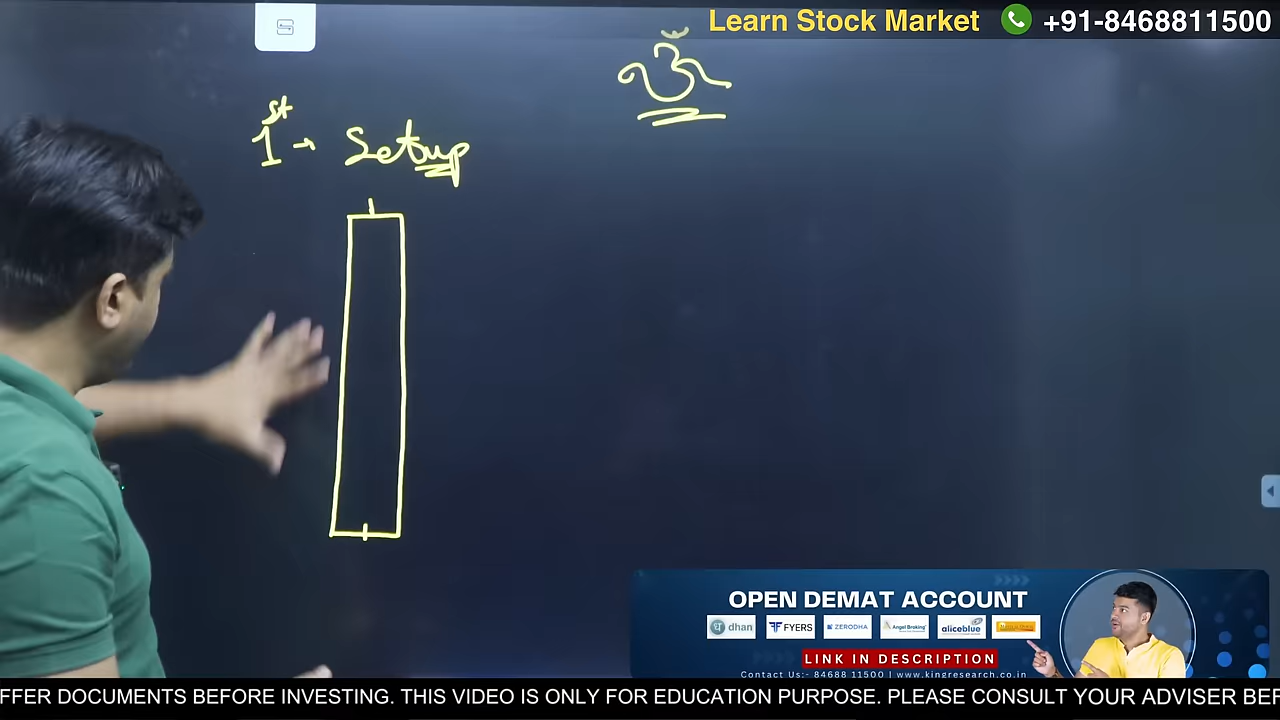 Learn Stock Market +91-8468811500
ॐ
1st → Setup
OPEN DEMAT ACCOUNT
dhan FYERS ZERODHA Angel Broking aliceblue
LINK IN DESCRIPTION
Contact Us:- 84688 11500 | www.kingresearch.co.in
FFER DOCUMENTS BEFORE INVESTING. THIS VIDEO IS ONLY FOR EDUCATION PURPOSE. PLEASE CONSULT YOUR ADVISER BEF